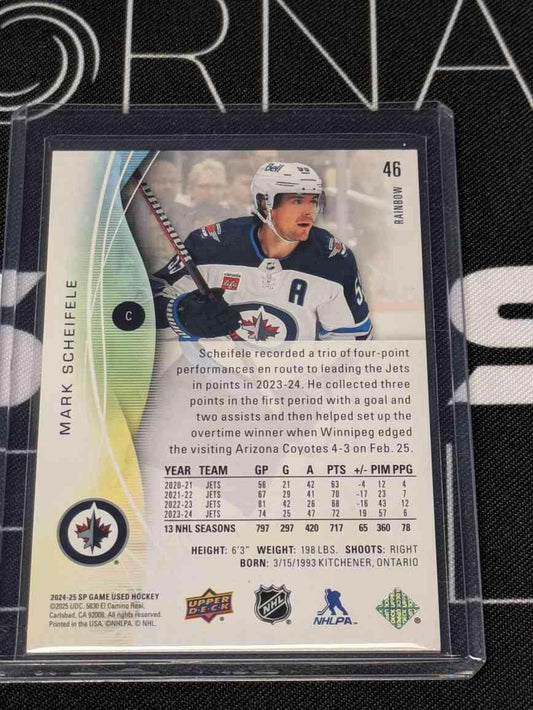 ORNA
S S
46
RAINBOW
Bell
A
MARK SCHEIFELE
C
Scheifele recorded a trio of four-point
performances en route to leading the Jets
in points in 2023-24. He collected three
points in the first period with a goal and
two assists and then helped set up the
overtime winner when Winnipeg edged
the visiting Arizona Coyotes 4-3 on Feb. 25.
YEAR TEAM GP G A PTS +/- PIM PPG
2020-21 JETS 56 21 42 63 -4 12 4
2021-22 JETS 67 29 41 70 -17 23 7
2022-23 JETS 81 42 26 68 -16 43 12
2023-24 JETS 74 25 47 72 19 57 6
13 NHL SEASONS 797 297 420 717 65 360 78
HEIGHT: 6'3" WEIGHT: 198 LBS. SHOOTS: RIGHT
BORN: 3/15/1993 KITCHENER, ONTARIO
2024-25 SP GAME USED HOCKEY
©2025 UDC. 5830 El Camino Real,
Carlsbad, CA 92008. All rights reserved.
Printed in the USA. ©NHLPA. © NHL.
UPPER DECK
NHL
NHLPA